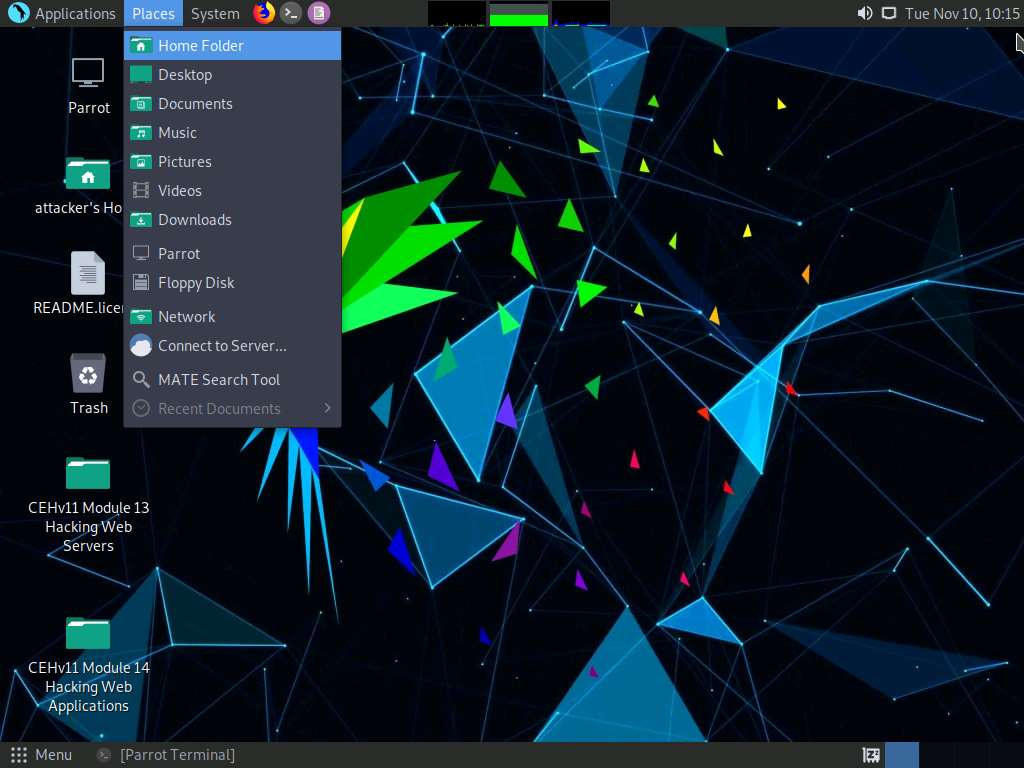 Applications Places System
Tue Nov 10, 10:15
Home Folder
Desktop
Documents
Music
Pictures
Videos
Downloads
Parrot
Floppy Disk
Network
Connect to Server...
MATE Search Tool
Recent Documents
Parrot
attacker's Ho
README.licen
Trash
CEHv11 Module 13
Hacking Web
Servers
CEHv11 Module 14
Hacking Web
Applications
Menu
[Parrot Terminal]